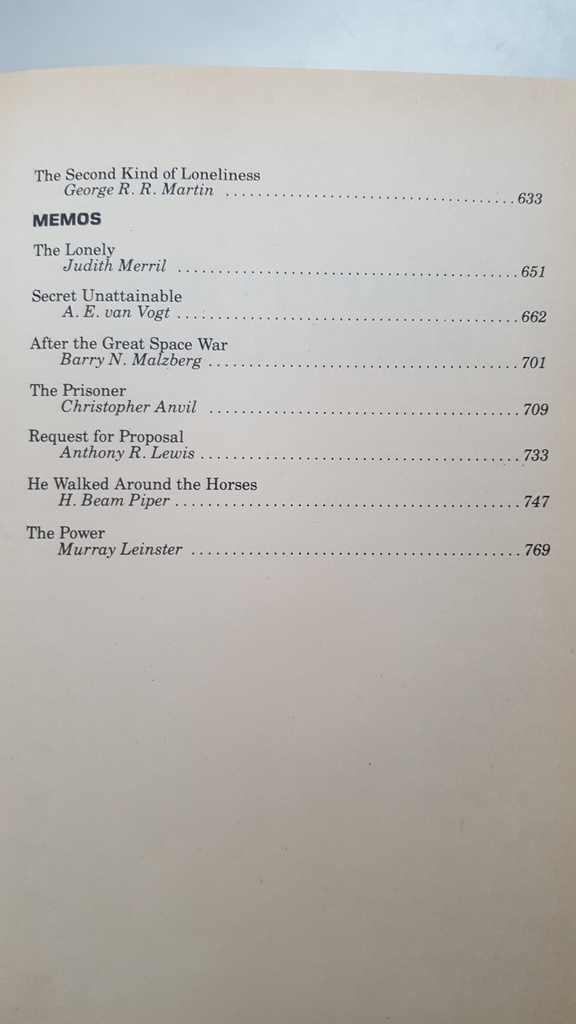 The Second Kind of Loneliness
George R. R. Martin ................................... 633
MEMOS
The Lonely
Judith Merril .......................................... 651
Secret Unattainable
A. E. van Vogt .......................................... 662
After the Great Space War
Barry N. Malzberg ...................................... 701
The Prisoner
Christopher Anvil ...................................... 709
Request for Proposal
Anthony R. Lewis ....................................... 733
He Walked Around the Horses
H. Beam Piper .......................................... 747
The Power
Murray Leinster ........................................ 769